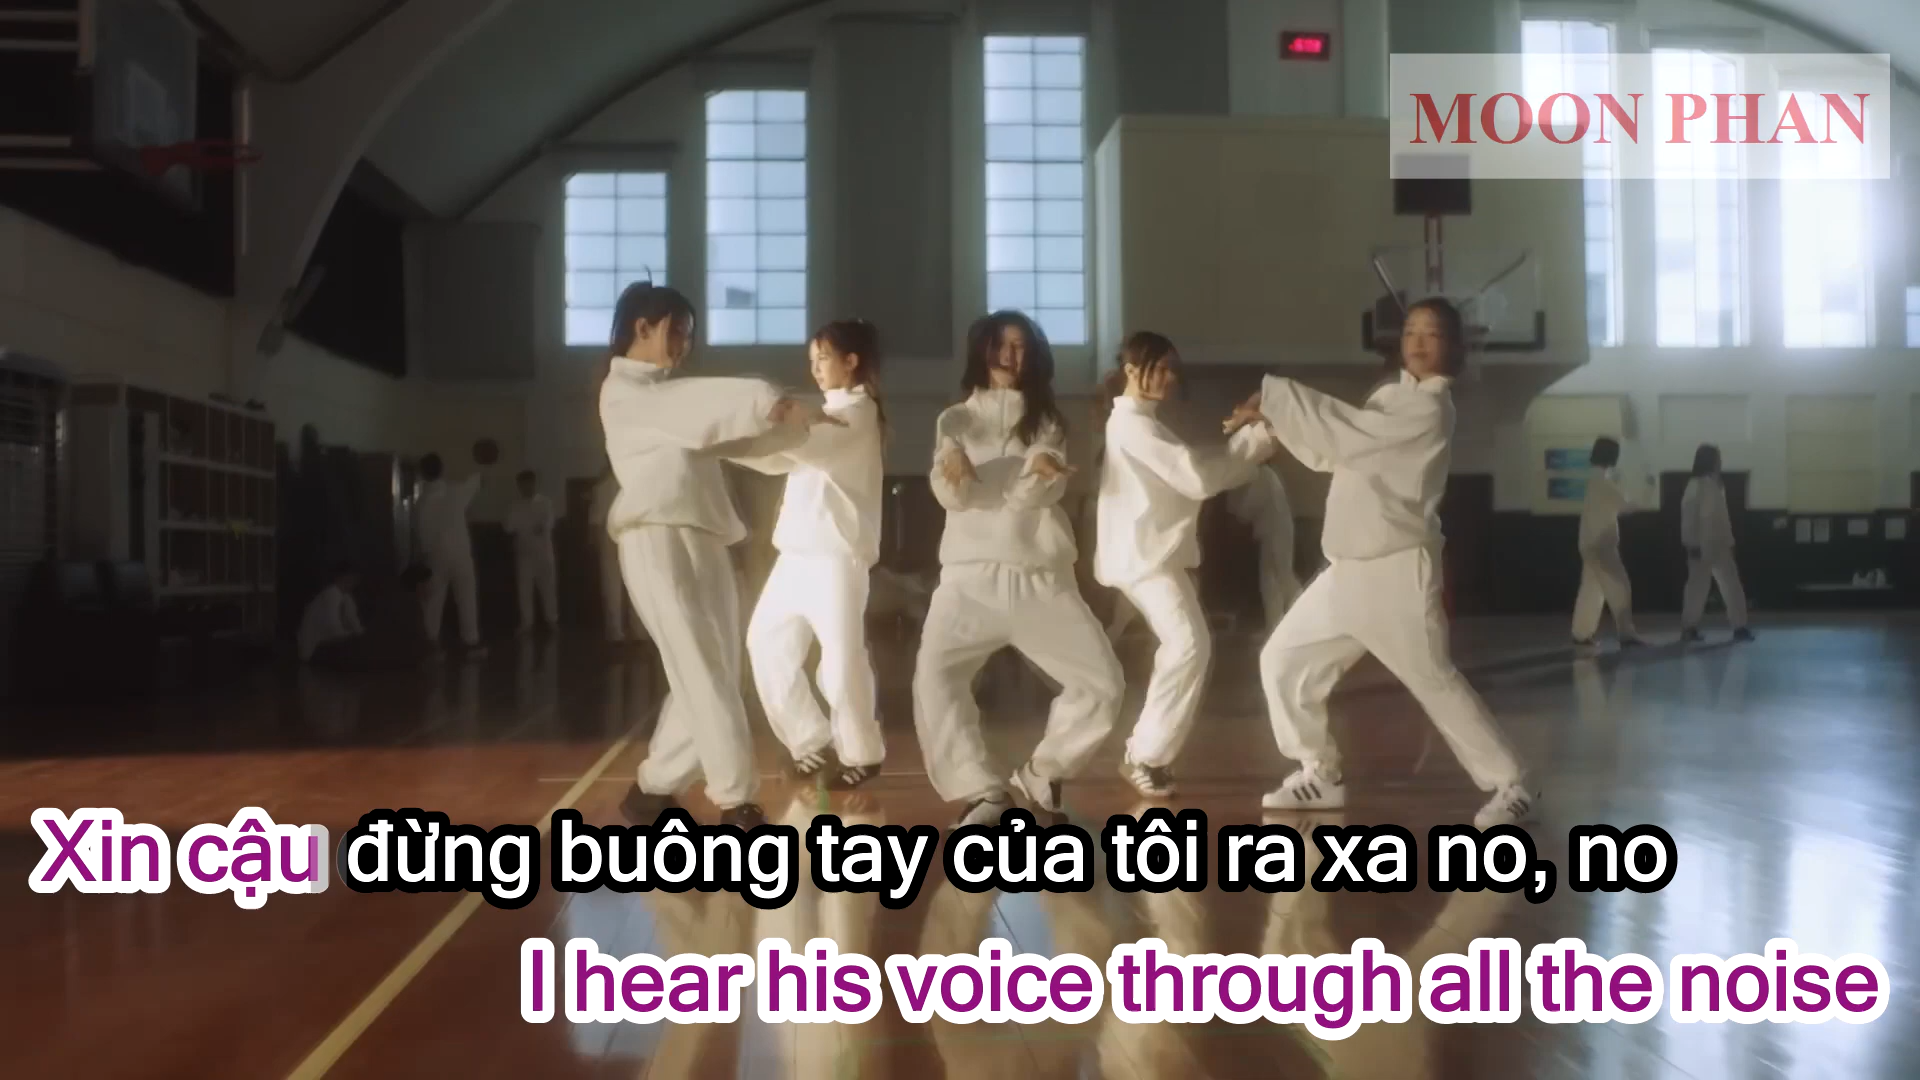 MOON PHAN
Xin cậu đừng buông tay của tôi ra xa no, no
I hear his voice through all the noise